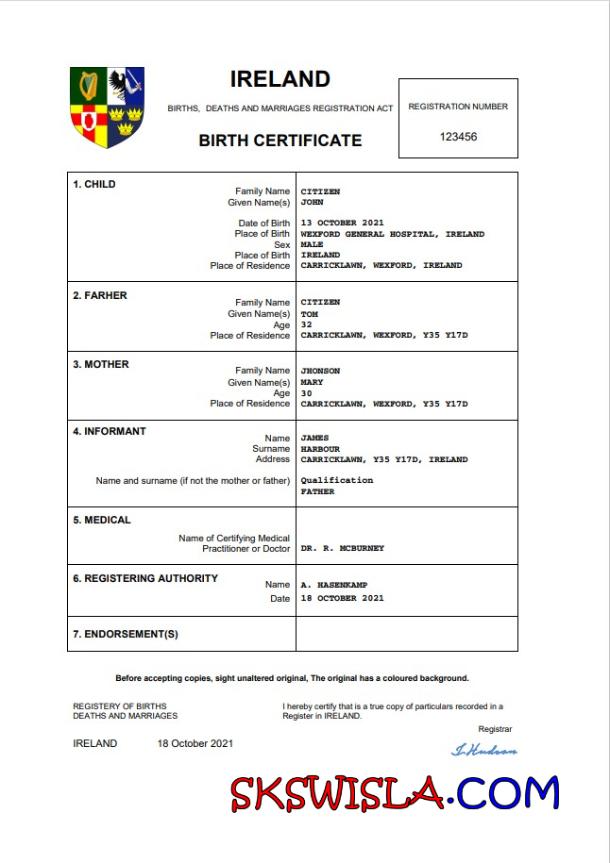 IRELAND
BIRTHS, DEATHS AND MARRIAGES REGISTRATION ACT
BIRTH CERTIFICATE
REGISTRATION NUMBER
123456
1. CHILD
Family Name CITIZEN
Given Name(s) JOHN
Date of Birth 13 OCTOBER 2021
Place of Birth WEXFORD GENERAL HOSPITAL, IRELAND
Sex MALE
Place of Birth IRELAND
Place of Residence CARRICKLAWN, WEXFORD, IRELAND
2. FARHER
Family Name CITIZEN
Given Name(s) TOM
Age 32
Place of Residence CARRICKLAWN, WEXFORD, Y35 Y17D
3. MOTHER
Family Name JHONSON
Given Name(s) MARY
Age 30
Place of Residence CARRICKLAWN, WEXFORD, Y35 Y17D
4. INFORMANT
Name JAMES
Surname HARBOUR
Address CARRICKLAWN, Y35 Y17D, IRELAND
Name and surname (if not the mother or father) Qualification
FATHER
5. MEDICAL
Name of Certifying Medical
Practitioner or Doctor DR. R. MCBURNEY
6. REGISTERING AUTHORITY
Name A. HASENKAMP
Date 18 OCTOBER 2021
7. ENDORSEMENT(S)
Before accepting copies, sight unaltered original, The original has a coloured background.
REGISTERY OF BIRTHS
DEATHS AND MARRIAGES
I hereby certify that is a true copy of particulars recorded in a
Register in IRELAND.
Registrar
IRELAND 18 October 2021
I.Hudson
SKSWISLA.COM